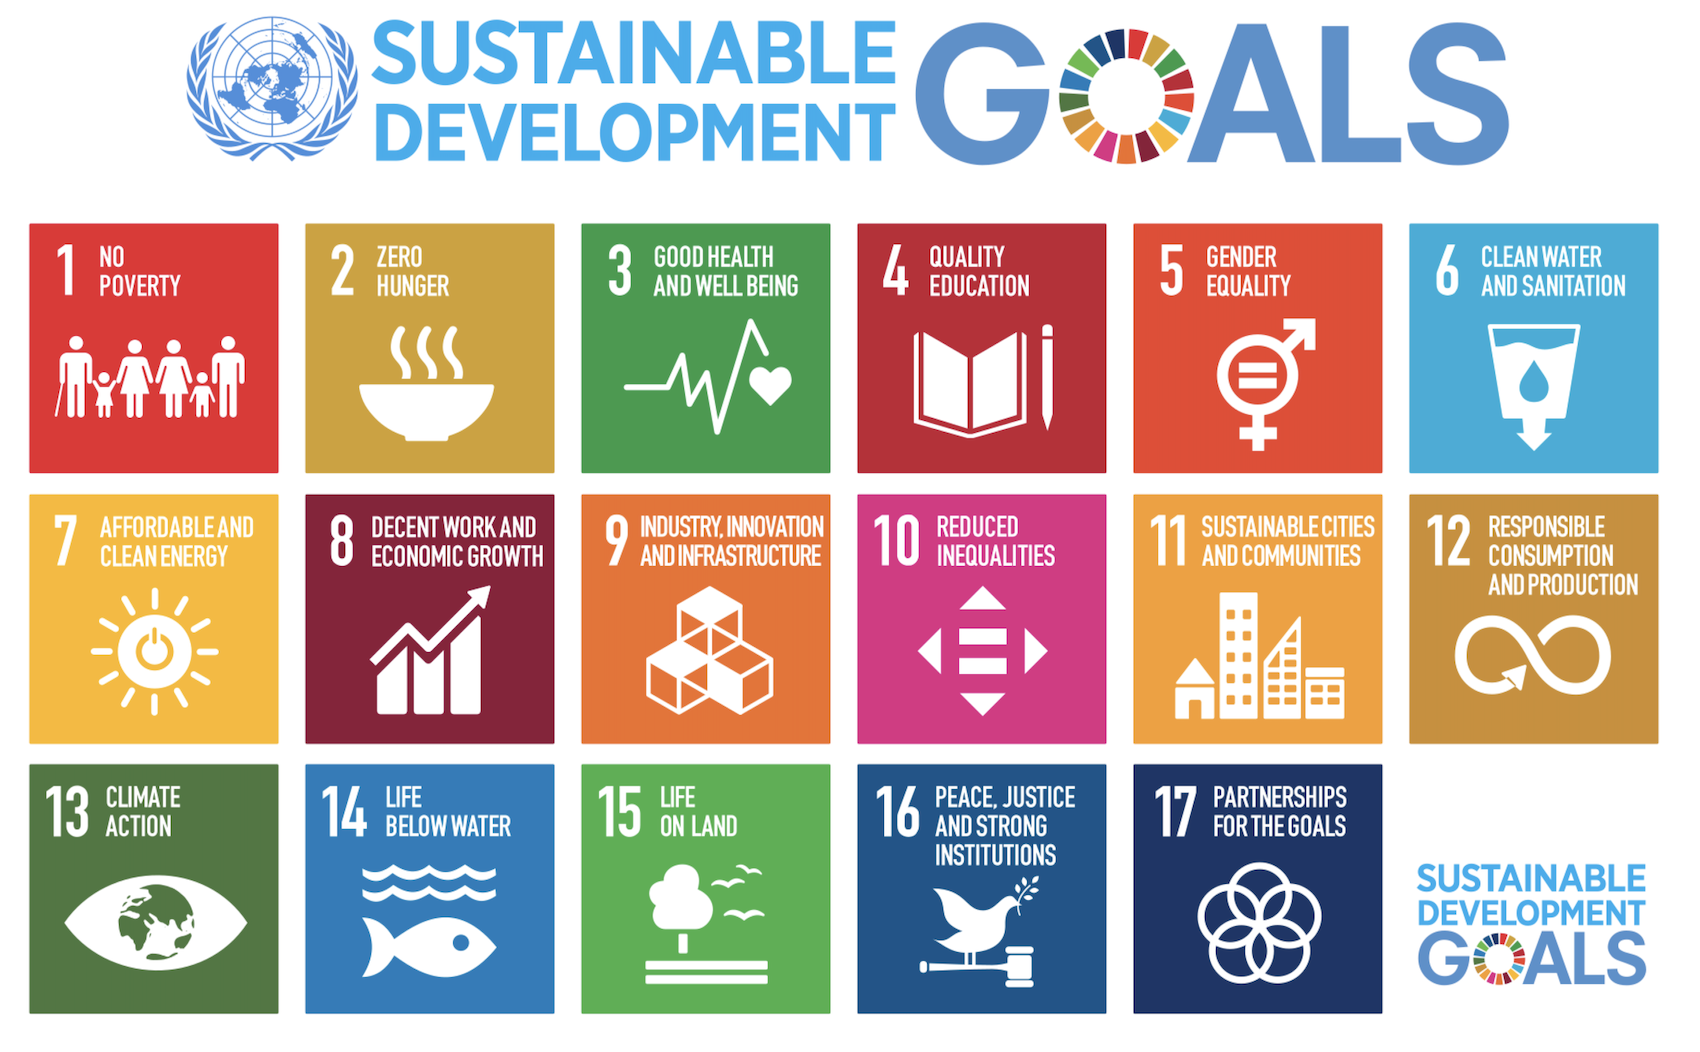 SUSTAINABLE
DEVELOPMENT
GOALS
1 NO
POVERTY
2 ZERO
HUNGER
3 GOOD HEALTH
AND WELL BEING
4 QUALITY
EDUCATION
5 GENDER
EQUALITY
6 CLEAN WATER
AND SANITATION
7 AFFORDABLE AND
CLEAN ENERGY
8 DECENT WORK AND
ECONOMIC GROWTH
9 INDUSTRY, INNOVATION
AND INFRASTRUCTURE
10 REDUCED
INEQUALITIES
11 SUSTAINABLE CITIES
AND COMMUNITIES
12 RESPONSIBLE
CONSUMPTION
AND PRODUCTION
13 CLIMATE
ACTION
14 LIFE
BELOW WATER
15 LIFE
ON LAND
16 PEACE, JUSTICE
AND STRONG
INSTITUTIONS
17 PARTNERSHIPS
FOR THE GOALS
SUSTAINABLE
DEVELOPMENT
GOALS